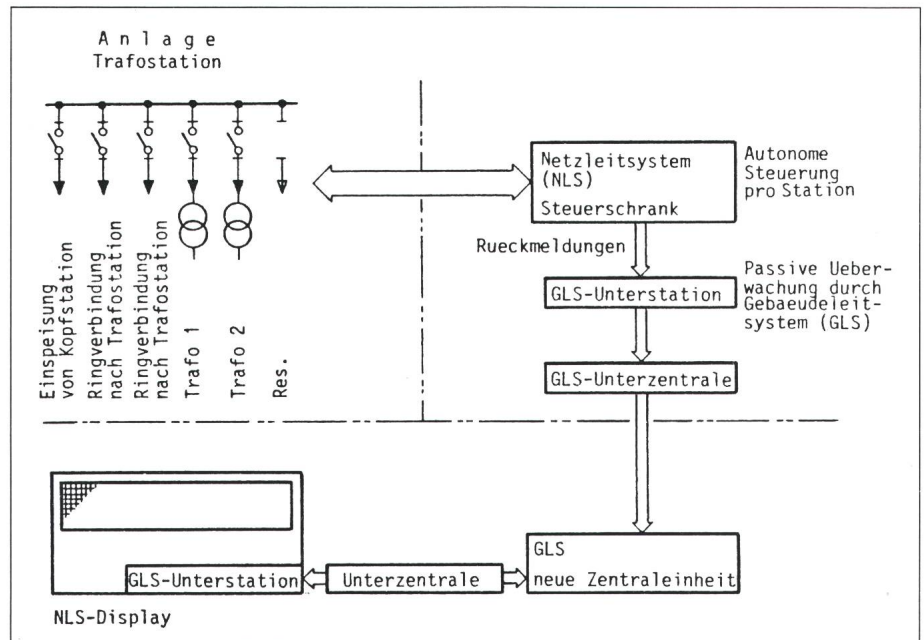 Anlage
Trafostation
Einspeisung
von Kopfstation
Ringverbindung
nach Trafostation
Ringverbindung
nach Trafostation
Trafo 1
Trafo 2
Res.
Netzleitsystem
(NLS)
Steuerschrank
Autonome
Steuerung
pro Station
Rueckmeldungen
GLS-Unterstation
Passive Ueber-
wachung durch
Gebaeudeleit-
system (GLS)
GLS-Unterzentrale
GLS
neue Zentraleinheit
Unterzentrale
GLS-Unterstation
NLS-Display